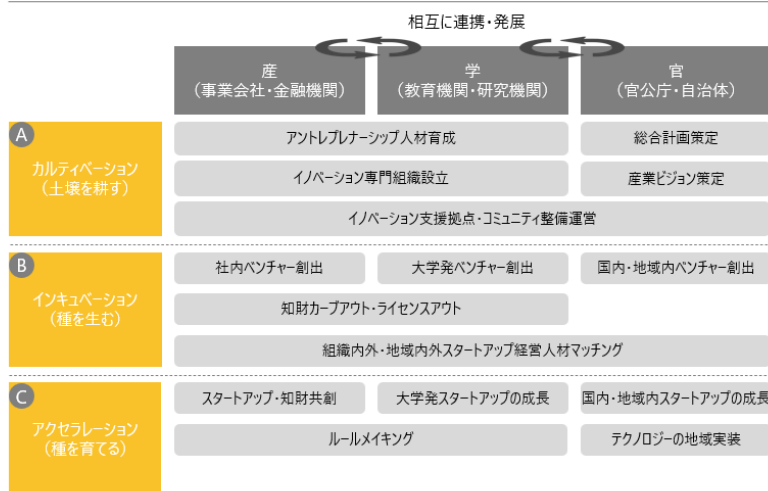 相互に連携・発展
産
(事業会社・金融機関)
学
(教育機関・研究機関)
官
(官公庁・自治体)
A
カルティベーション
(土壌を耕す)
アントレプレナーシップ人材育成
総合計画策定
イノベーション専門組織設立
産業ビジョン策定
イノベーション支援拠点・コミュニティ整備運営
B
インキュベーション
(種を生む)
社内ベンチャー創出
大学発ベンチャー創出
国内・地域内ベンチャー創出
知財カーブアウト・ライセンスアウト
組織内外・地域内外スタートアップ経営人材マッチング
C
アクセラレーション
(種を育てる)
スタートアップ・知財共創
大学発スタートアップの成長
国内・地域内スタートアップの成長
ルールメイキング
テクノロジーの地域実装